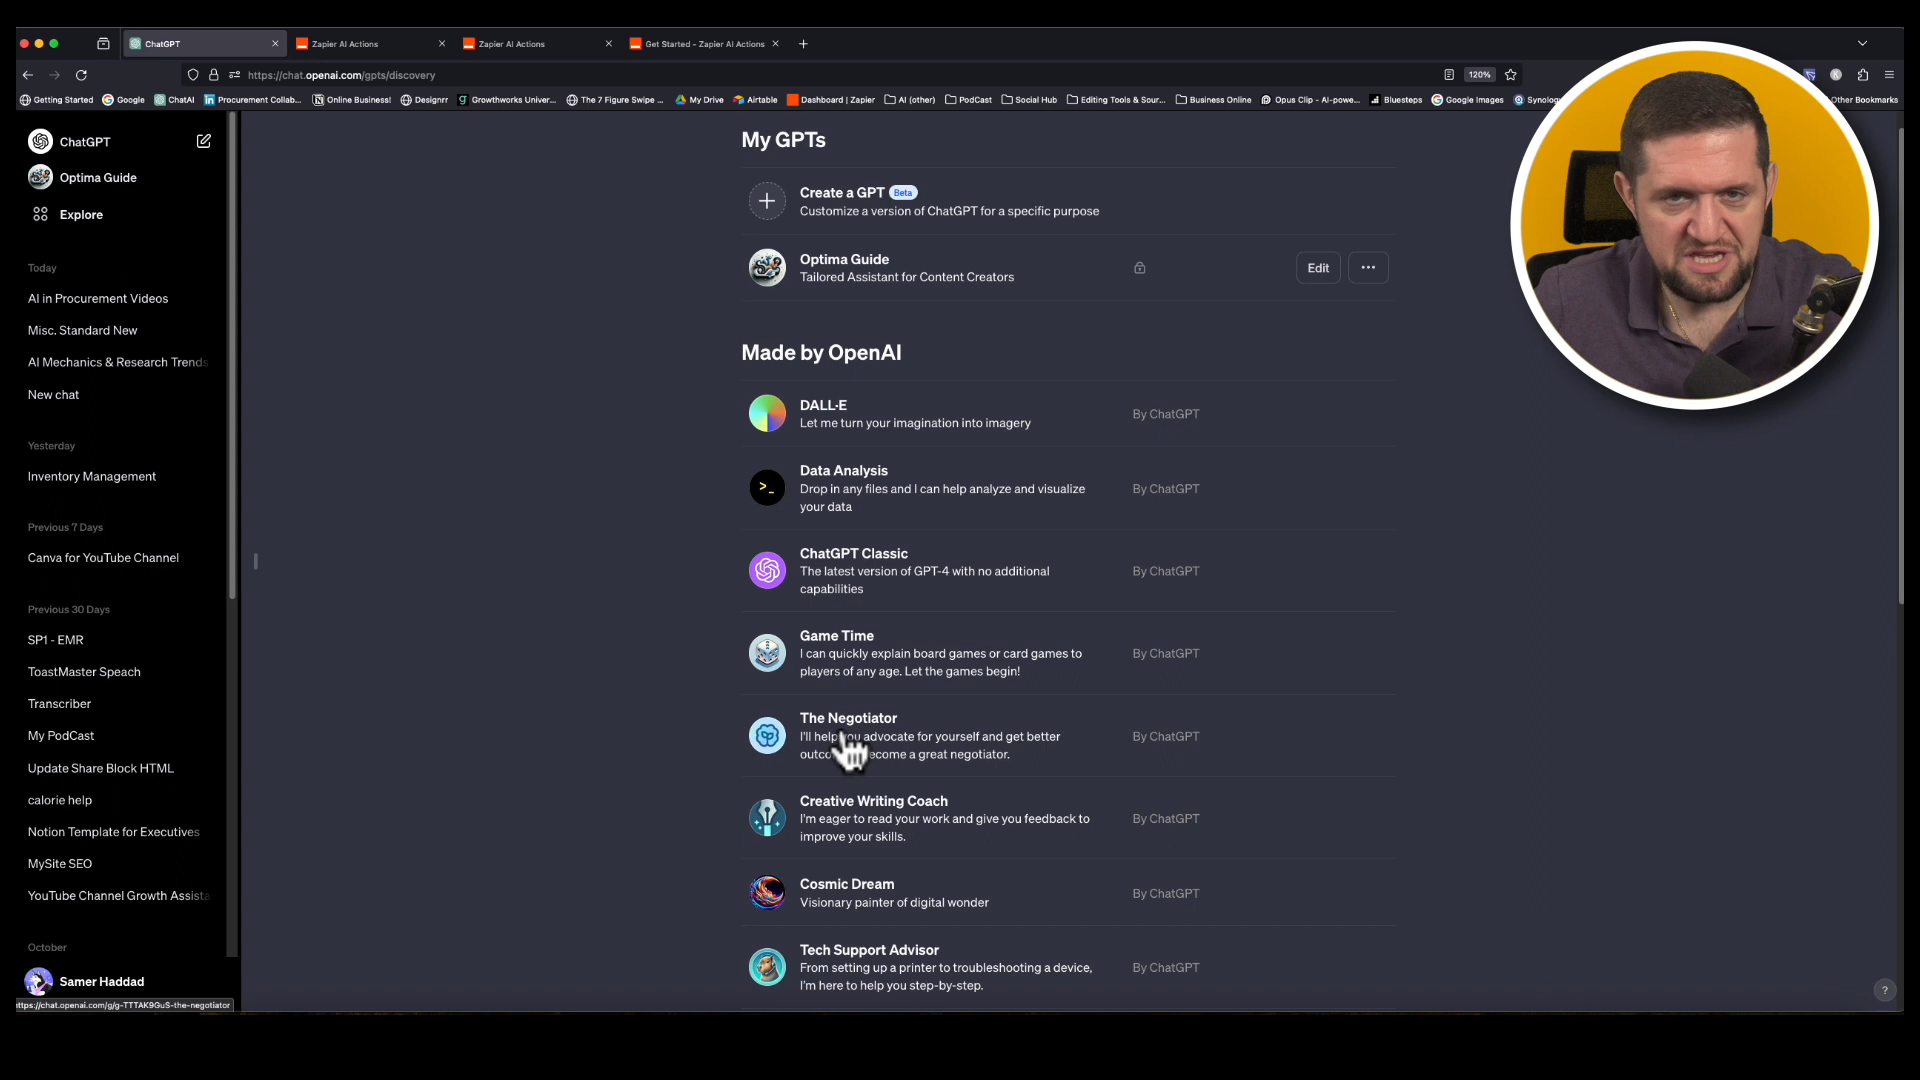 ChatGPT
Zapier AI Actions
Zapier AI Actions
Get Started - Zapier AI Actions
https://chat.openai.com/gpts/discovery
120%
Getting Started
Google
ChatAI
Procurement Collab...
Online Business!
Designrr
Growthworks Univer...
The 7 Figure Swipe ...
My Drive
Airtable
Dashboard | Zapier
AI (other)
PodCast
Social Hub
Editing Tools & Sour...
Business Online
Opus Clip - AI-powe...
Bluesteps
Google Images
Other Bookmarks
ChatGPT
Optima Guide
Explore
Today
AI in Procurement Videos
Misc. Standard New
AI Mechanics & Research Trends
New chat
Yesterday
Inventory Management
Previous 7 Days
Canva for YouTube Channel
Previous 30 Days
SP1 - EMR
ToastMaster Speach
Transcriber
My PodCast
Update Share Block HTML
calorie help
Notion Template for Executives
MySite SEO
YouTube Channel Growth Assista
October
Samer Haddad
https://chat.openai.com/g/g-TTTAK9GuS-the-negotiator
My GPTs
Create a GPT Beta
Customize a version of ChatGPT for a specific purpose
Optima Guide
Tailored Assistant for Content Creators
Edit
Made by OpenAI
DALL·E
Let me turn your imagination into imagery
By ChatGPT
Data Analysis
Drop in any files and I can help analyze and visualize
your data
By ChatGPT
ChatGPT Classic
The latest version of GPT-4 with no additional
capabilities
By ChatGPT
Game Time
I can quickly explain board games or card games to
players of any age. Let the games begin!
By ChatGPT
The Negotiator
I'll help you advocate for yourself and get better
become a great negotiator.
By ChatGPT
Creative Writing Coach
I'm eager to read your work and give you feedback to
improve your skills.
By ChatGPT
Cosmic Dream
Visionary painter of digital wonder
By ChatGPT
Tech Support Advisor
From setting up a printer to troubleshooting a device,
I'm here to help you step-by-step.
By ChatGPT
?